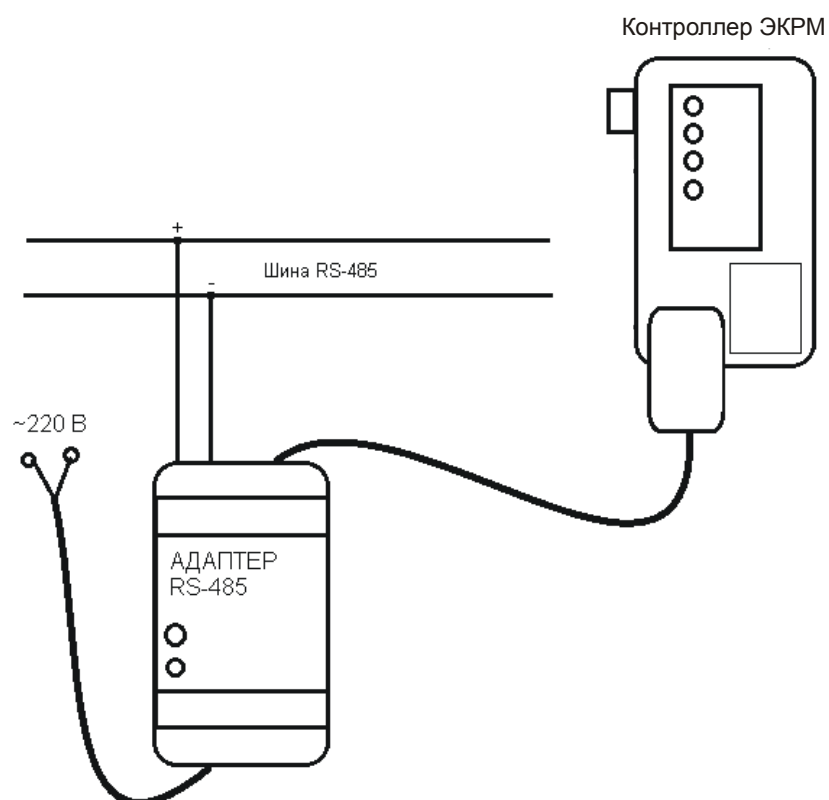 Контроллер ЭКРМ
+
Шина RS-485
-
~220 В
АДАПТЕР
RS-485